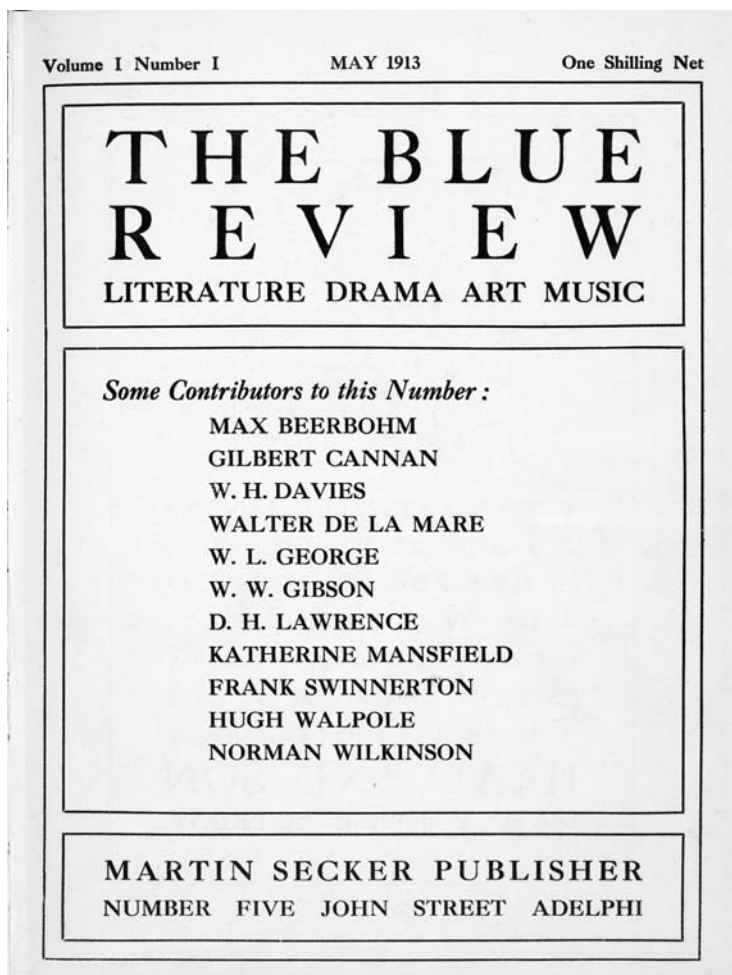 Volume I Number I MAY 1913 One Shilling Net
THE BLUE
REVIEW
LITERATURE DRAMA ART MUSIC
Some Contributors to this Number :
MAX BEERBOHM
GILBERT CANNAN
W. H. DAVIES
WALTER DE LA MARE
W. L. GEORGE
W. W. GIBSON
D. H. LAWRENCE
KATHERINE MANSFIELD
FRANK SWINNERTON
HUGH WALPOLE
NORMAN WILKINSON
MARTIN SECKER PUBLISHER
NUMBER FIVE JOHN STREET ADELPHI